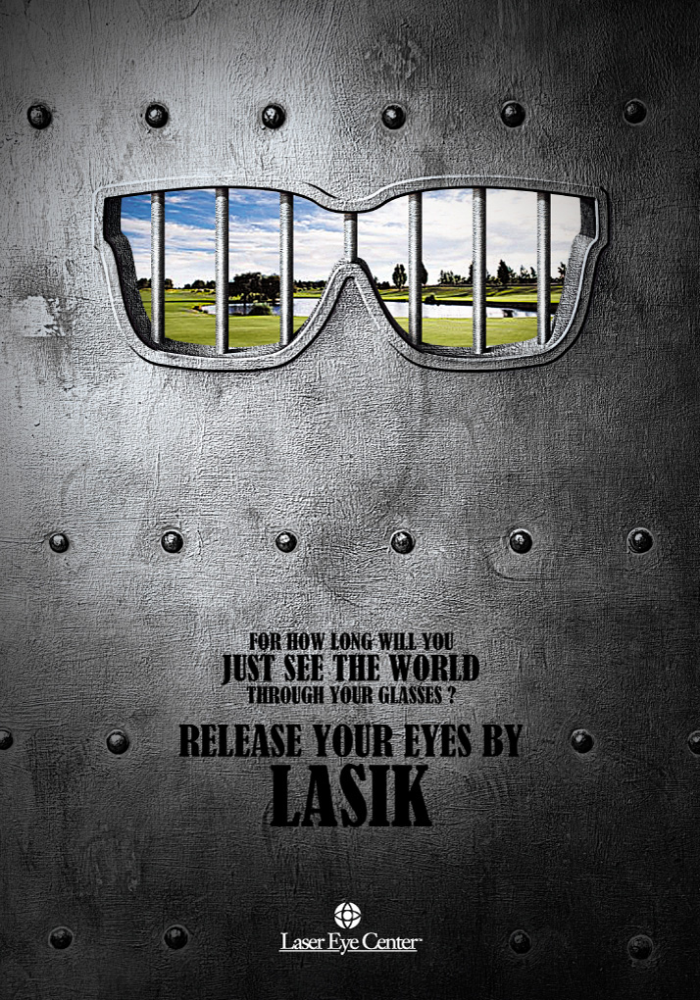 FOR HOW LONG WILL YOU
JUST SEE THE WORLD
THROUGH YOUR GLASSES ?
RELEASE YOUR EYES BY
LASIK
Laser Eye Center™